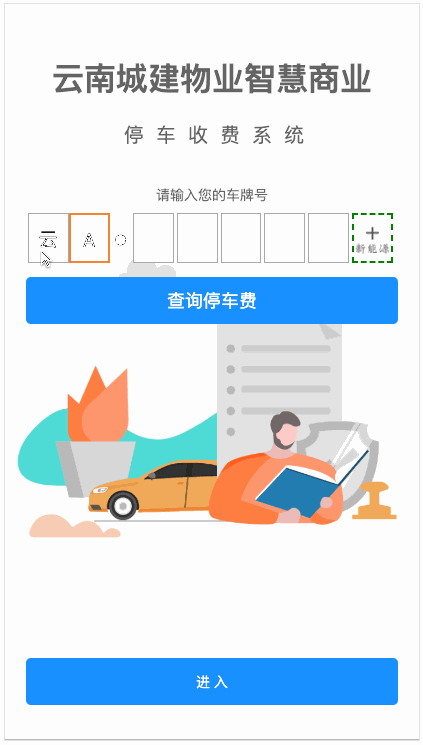 云南城建物业智慧商业
停车收费系统
请输入您的车牌号
云 A ○ +
新能源
查询停车费
进入